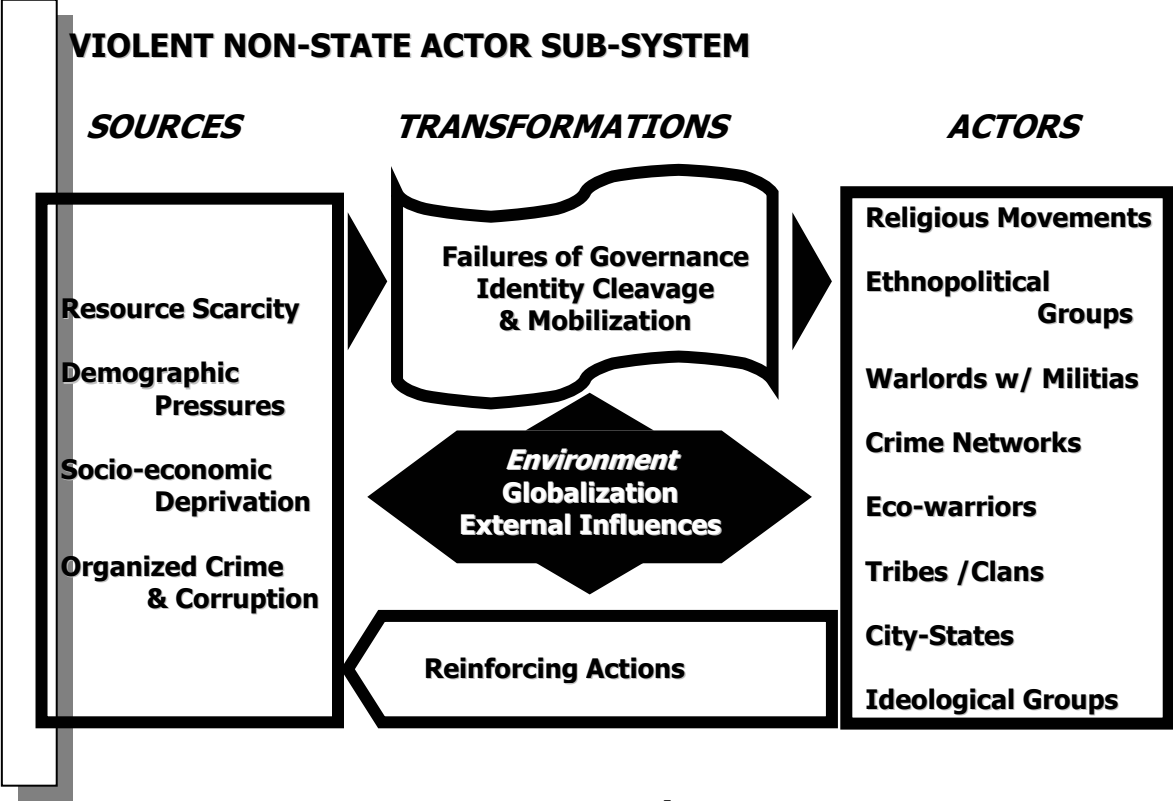 VIOLENT NON-STATE ACTOR SUB-SYSTEM
SOURCES
TRANSFORMATIONS
ACTORS
Resource Scarcity
Demographic
Pressures
Socio-economic
Deprivation
Organized Crime
& Corruption
Failures of Governance
Identity Cleavage
& Mobilization
Environment
Globalization
External Influences
Reinforcing Actions
Religious Movements
Ethnopolitical
Groups
Warlords w/ Militias
Crime Networks
Eco-warriors
Tribes /Clans
City-States
Ideological Groups